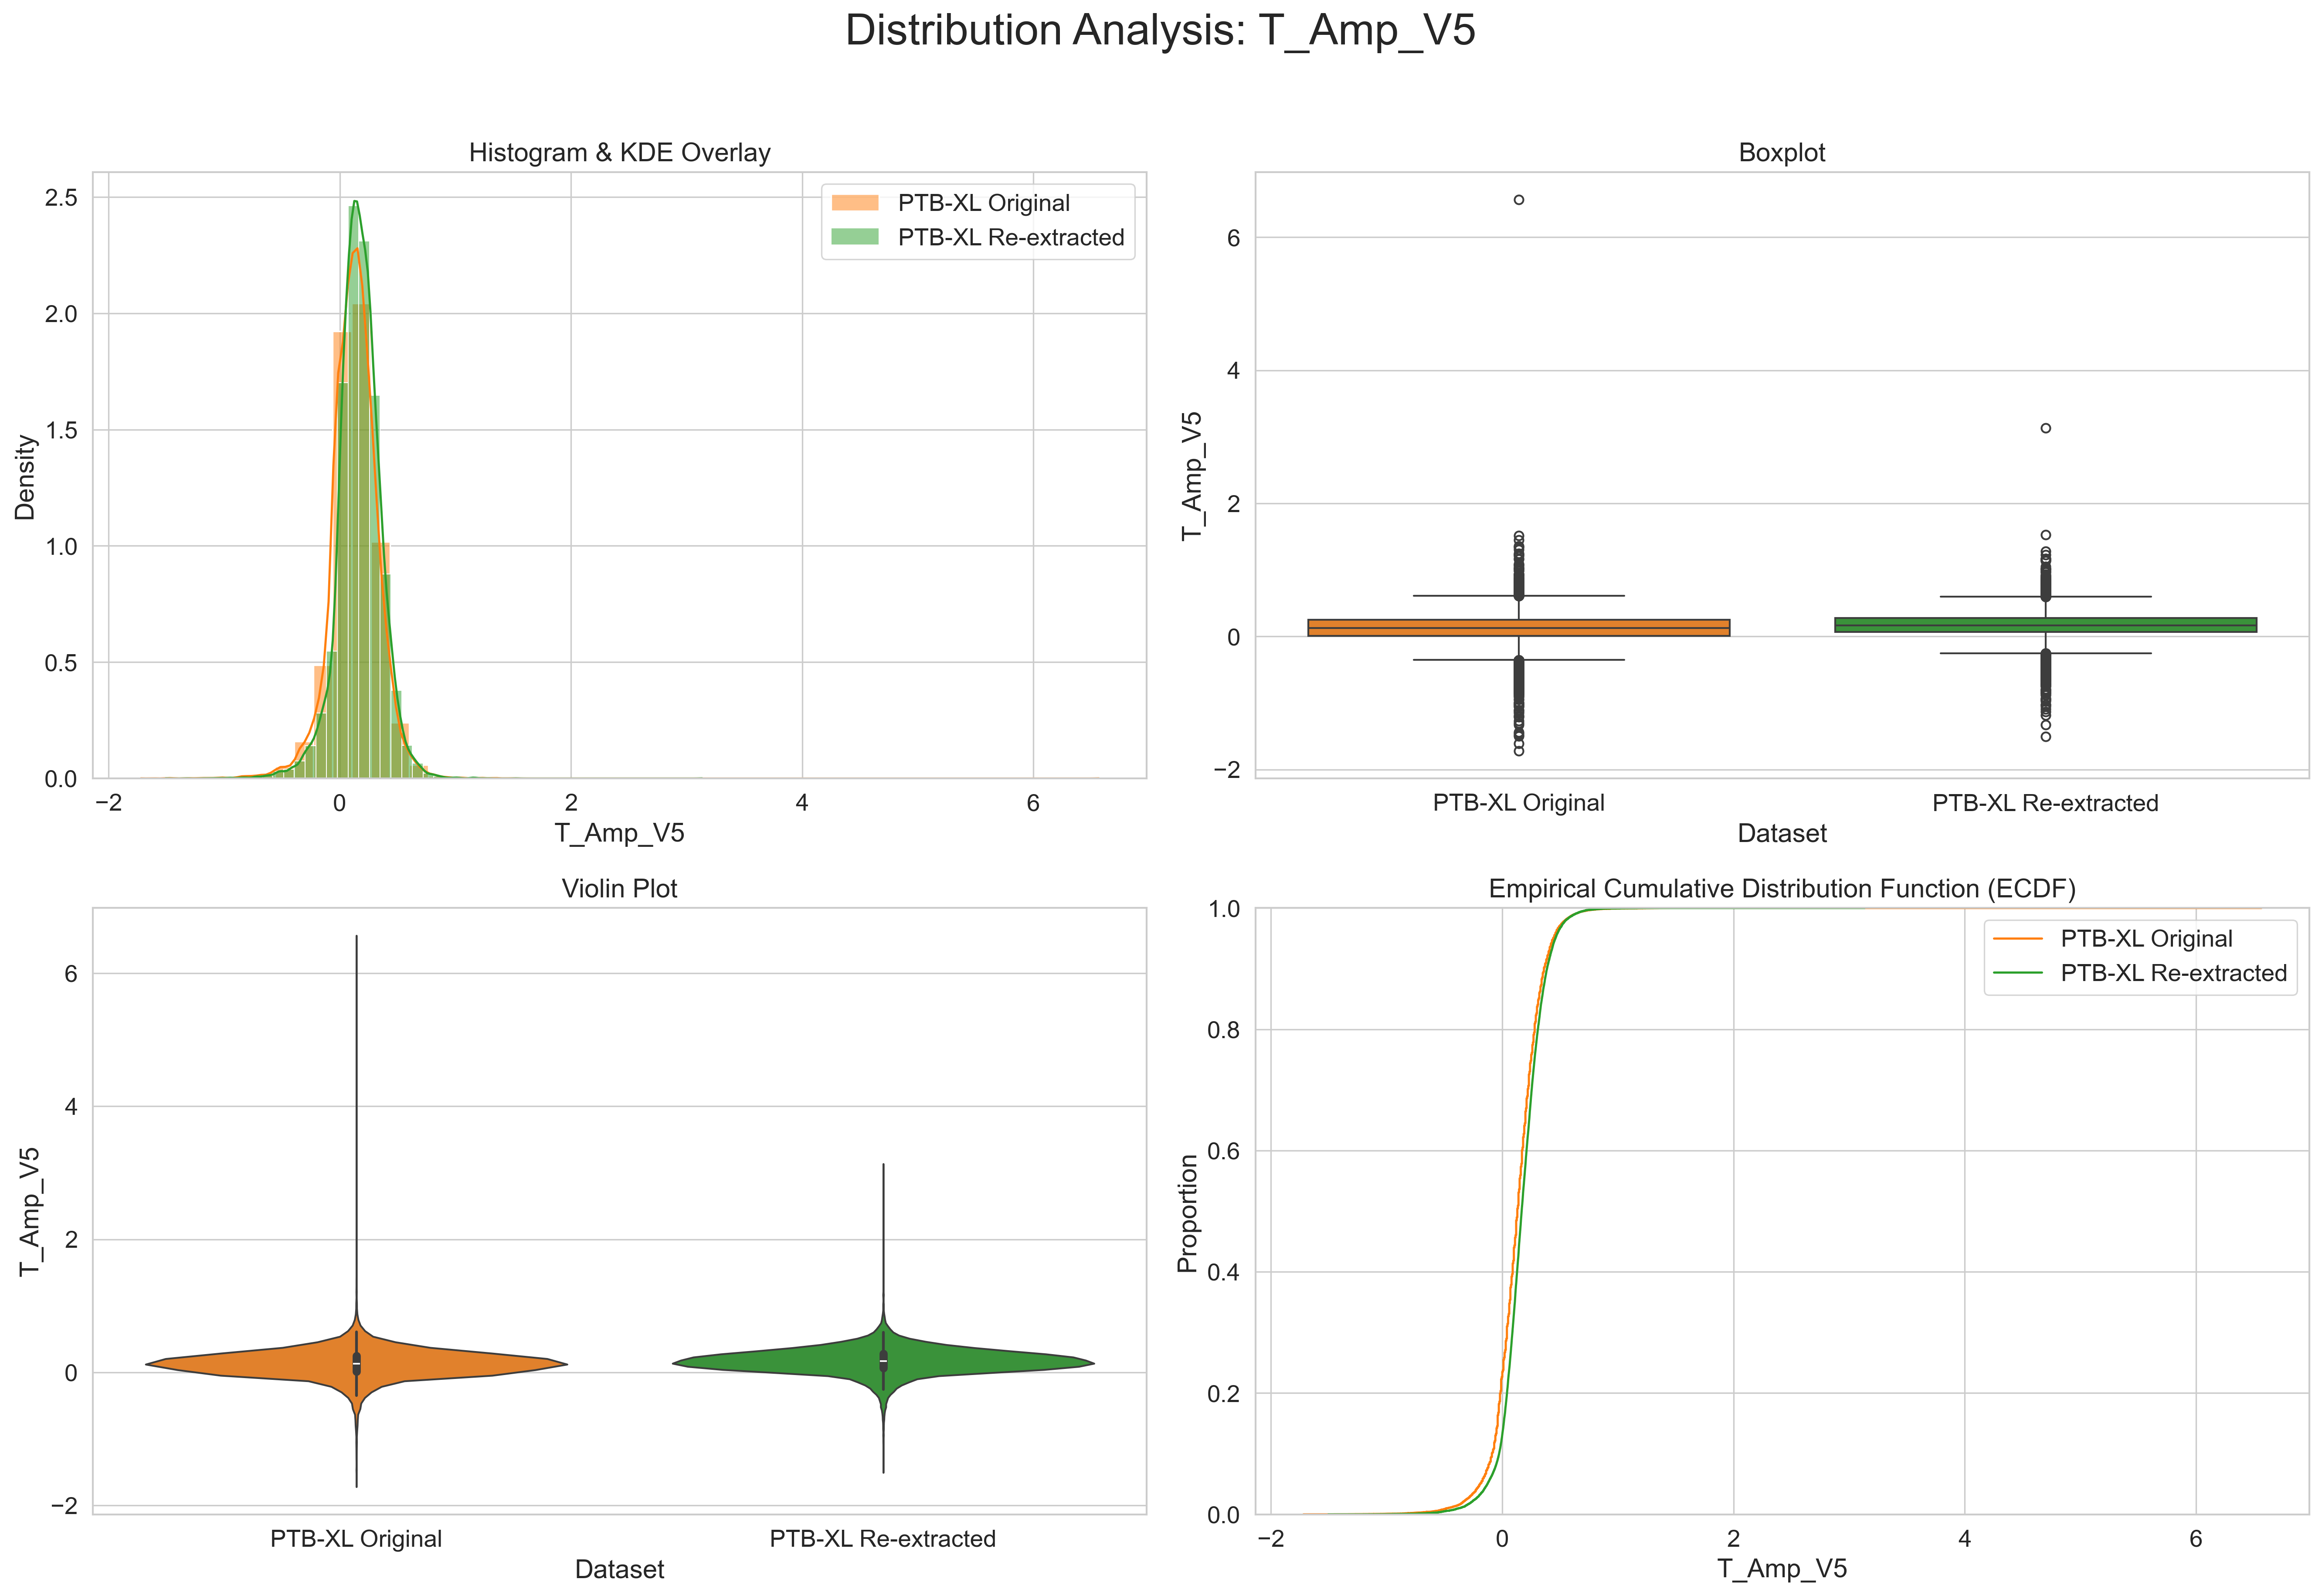 Distribution Analysis: T_Amp_V5
Histogram & KDE Overlay
2.5
2.0
1.5
1.0
0.5
0.0
Density
PTB-XL Original
PTB-XL Re-extracted
−2
0
2
4
6
T_Amp_V5
Boxplot
6
4
2
0
−2
T_Amp_V5
PTB-XL Original
PTB-XL Re-extracted
Dataset
Violin Plot
6
4
2
0
−2
T_Amp_V5
PTB-XL Original
PTB-XL Re-extracted
Dataset
Empirical Cumulative Distribution Function (ECDF)
1.0
0.8
0.6
0.4
0.2
0.0
Proportion
PTB-XL Original
PTB-XL Re-extracted
−2
0
2
4
6
T_Amp_V5